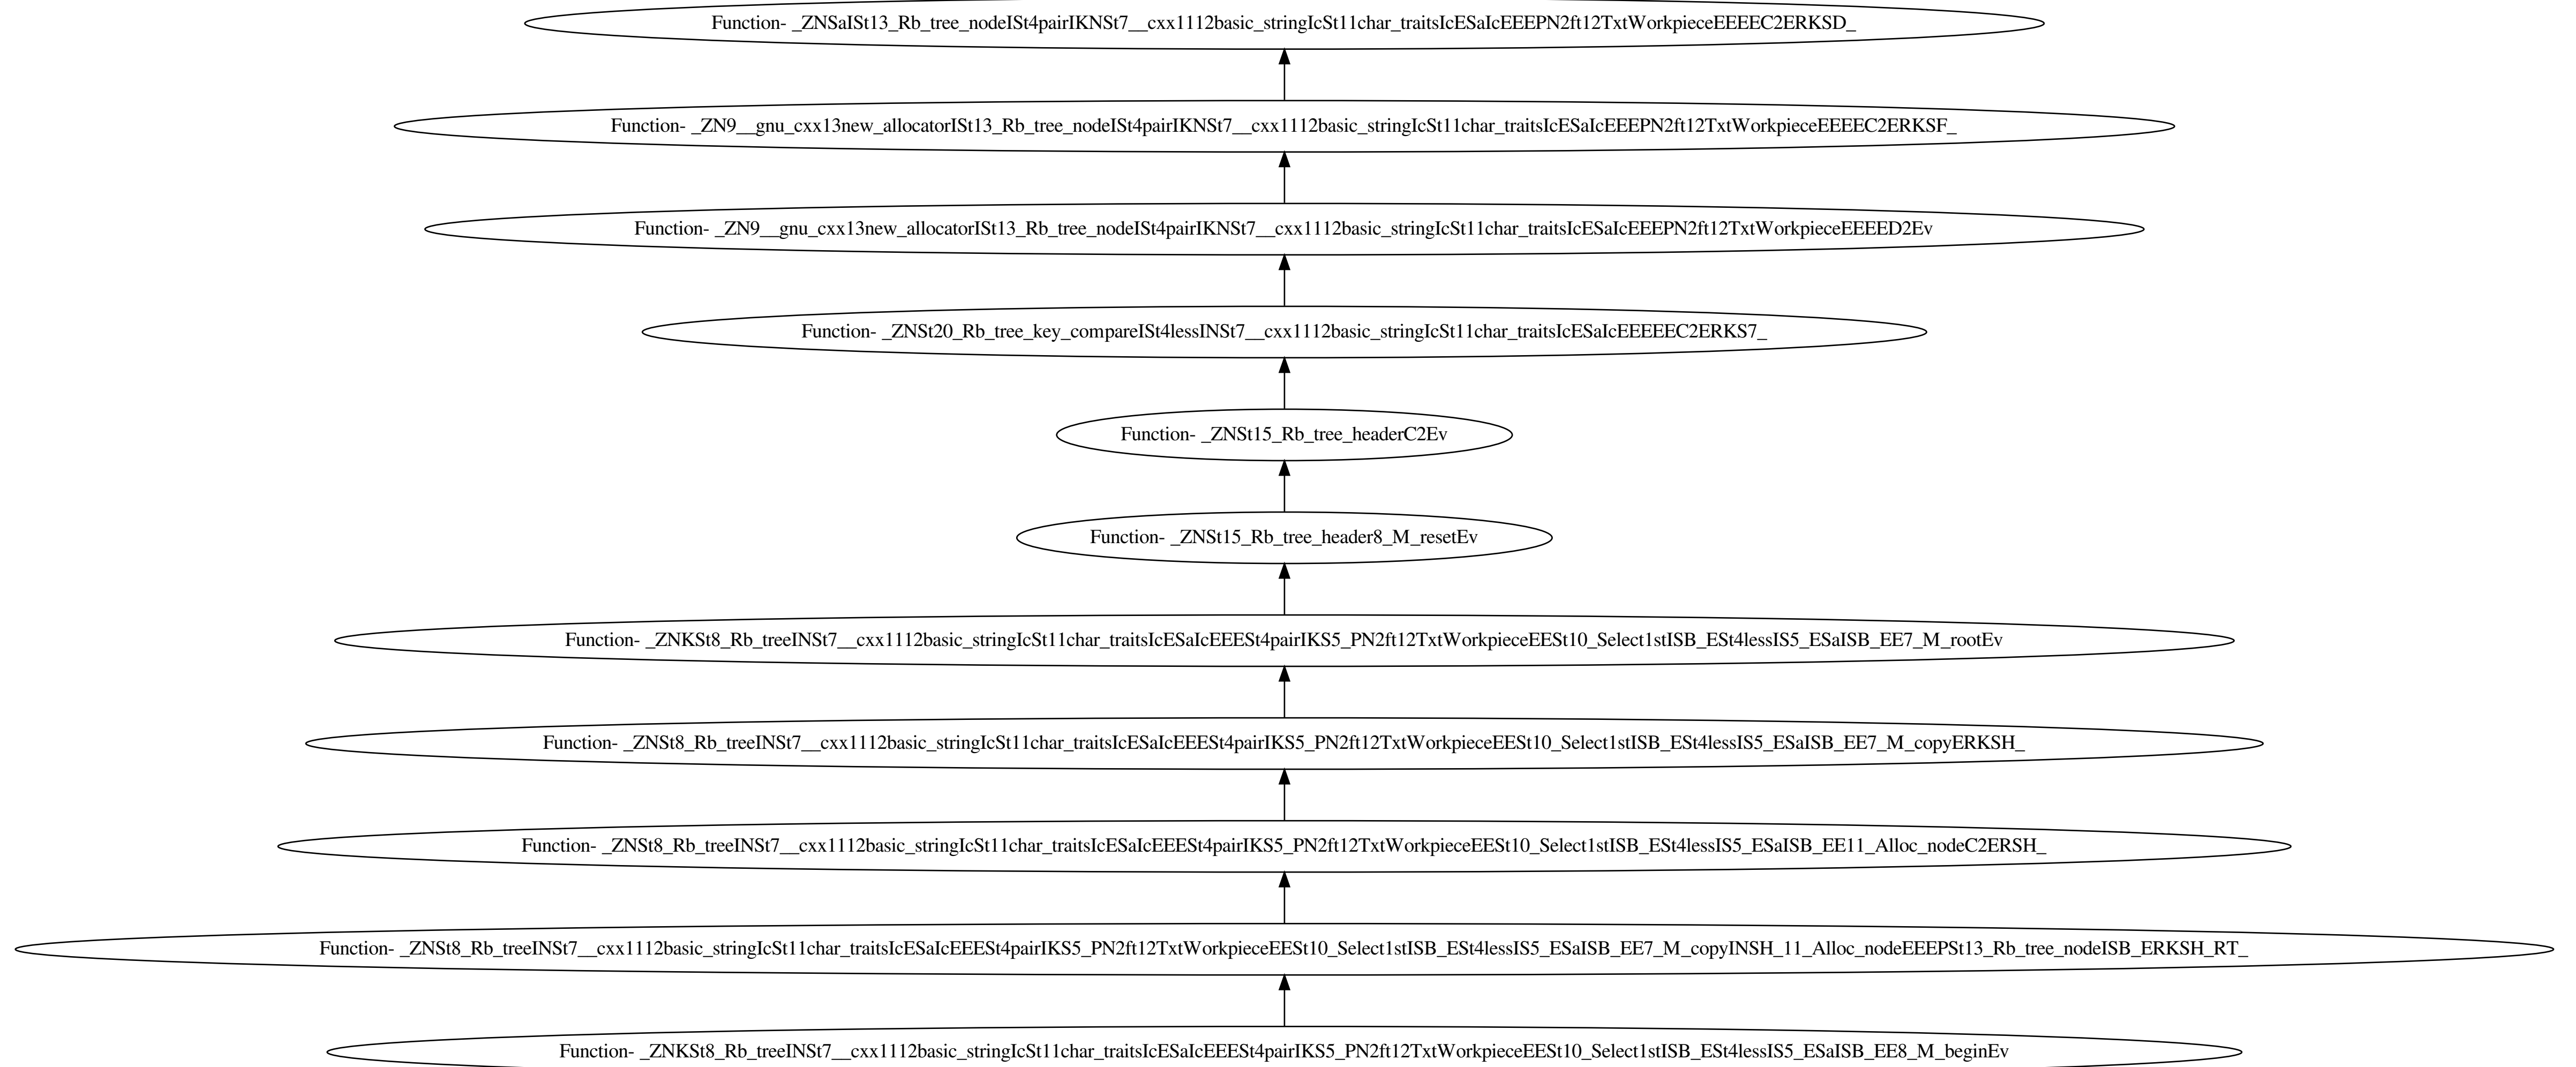 Function- _ZNSaISt13_Rb_tree_nodeISt4pairIKNSt7__cxx1112basic_stringIcSt11char_traitsIcESaIcEEEPN2ft12TxtWorkpieceEEEEC2ERKSD_
Function- _ZN9__gnu_cxx13new_allocatorISt13_Rb_tree_nodeISt4pairIKNSt7__cxx1112basic_stringIcSt11char_traitsIcESaIcEEEPN2ft12TxtWorkpieceEEEEC2ERKSF_
Function- _ZN9__gnu_cxx13new_allocatorISt13_Rb_tree_nodeISt4pairIKNSt7__cxx1112basic_stringIcSt11char_traitsIcESaIcEEEPN2ft12TxtWorkpieceEEEED2Ev
Function- _ZNSt20_Rb_tree_key_compareISt4lessINSt7__cxx1112basic_stringIcSt11char_traitsIcESaIcEEEEEC2ERKS7_
Function- _ZNSt15_Rb_tree_headerC2Ev
Function- _ZNSt15_Rb_tree_header8_M_resetEv
Function- _ZNKSt8_Rb_treeINSt7__cxx1112basic_stringIcSt11char_traitsIcESaIcEEESt4pairIKS5_PN2ft12TxtWorkpieceEESt10_Select1stISB_ESt4lessIS5_ESaISB_EE7_M_rootEv
Function- _ZNSt8_Rb_treeINSt7__cxx1112basic_stringIcSt11char_traitsIcESaIcEEESt4pairIKS5_PN2ft12TxtWorkpieceEESt10_Select1stISB_ESt4lessIS5_ESaISB_EE7_M_copyERKSH_
Function- _ZNSt8_Rb_treeINSt7__cxx1112basic_stringIcSt11char_traitsIcESaIcEEESt4pairIKS5_PN2ft12TxtWorkpieceEESt10_Select1stISB_ESt4lessIS5_ESaISB_EE11_Alloc_nodeC2ERSH_
Function- _ZNSt8_Rb_treeINSt7__cxx1112basic_stringIcSt11char_traitsIcESaIcEEESt4pairIKS5_PN2ft12TxtWorkpieceEESt10_Select1stISB_ESt4lessIS5_ESaISB_EE7_M_copyINSH_11_Alloc_nodeEEEPSt13_Rb_tree_nodeISB_ERKSH_RT_
Function- _ZNKSt8_Rb_treeINSt7__cxx1112basic_stringIcSt11char_traitsIcESaIcEEESt4pairIKS5_PN2ft12TxtWorkpieceEESt10_Select1stISB_ESt4lessIS5_ESaISB_EE8_M_beginEv